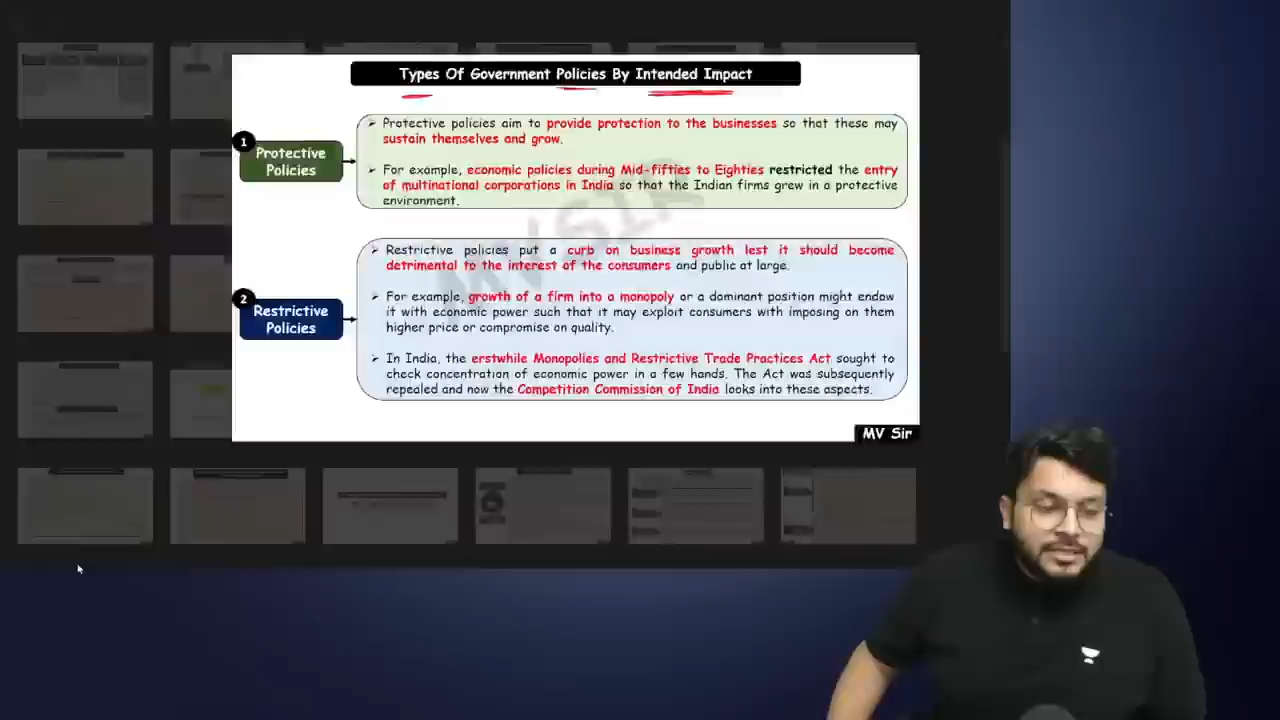 Types Of Government Policies By Intended Impact
1
Protective
Policies
➢ Protective policies aim to provide protection to the businesses so that these may
sustain themselves and grow.
➢ For example, economic policies during Mid-fifties to Eighties restricted the entry
of multinational corporations in India so that the Indian firms grew in a protective
environment.
2
Restrictive
Policies
➢ Restrictive policies put a curb on business growth lest it should become
detrimental to the interest of the consumers and public at large.
➢ For example, growth of a firm into a monopoly or a dominant position might endow
it with economic power such that it may exploit consumers with imposing on them
higher price or compromise on quality.
➢ In India, the erstwhile Monopolies and Restrictive Trade Practices Act sought to
check concentration of economic power in a few hands. The Act was subsequently
repealed and now the Competition Commission of India looks into these aspects.
MV SIR
MV Sir